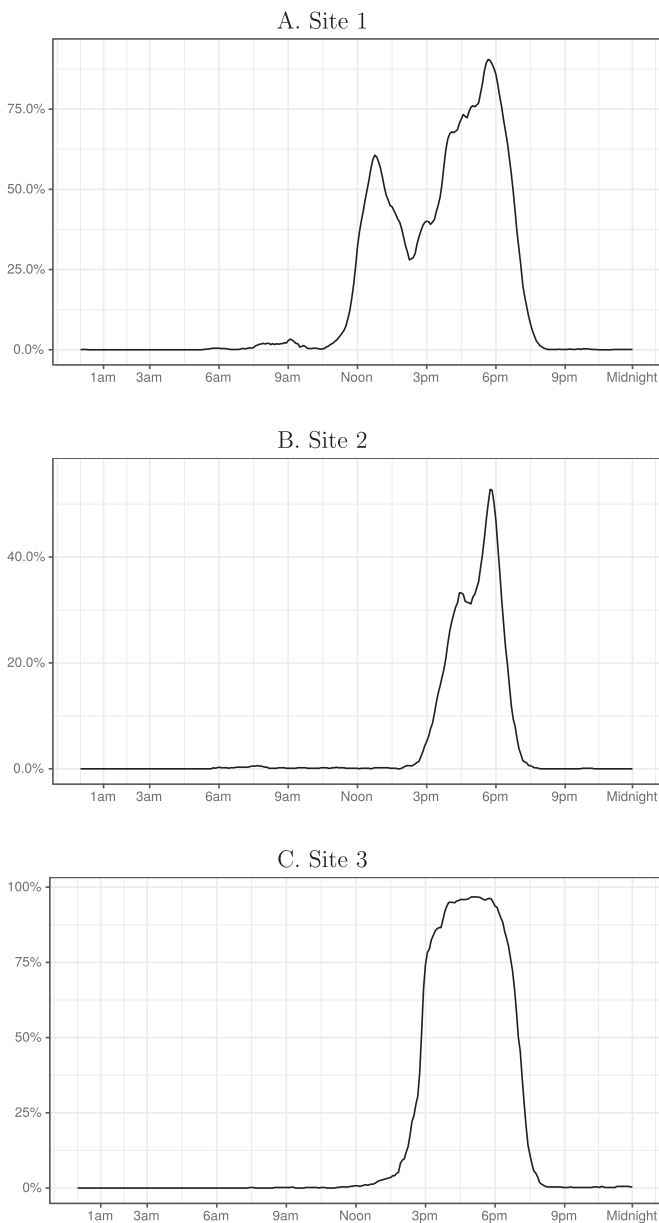 A. Site 1
75.0%
50.0%
25.0%
0.0%
1am 3am 6am 9am Noon 3pm 6pm 9pm Midnight
B. Site 2
40.0%
20.0%
0.0%
1am 3am 6am 9am Noon 3pm 6pm 9pm Midnight
C. Site 3
100%
75%
50%
25%
0%
1am 3am 6am 9am Noon 3pm 6pm 9pm Midnight